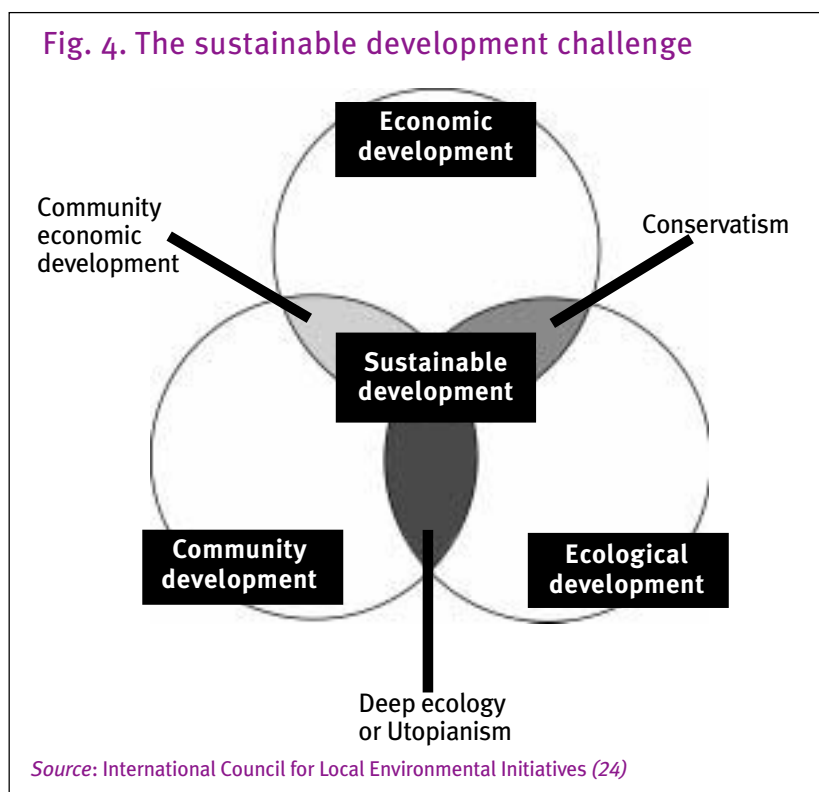 Fig. 4. The sustainable development challenge
Economic
development
Community
economic
development
Conservatism
Sustainable
development
Community
development
Ecological
development
Deep ecology
or Utopianism
Source: International Council for Local Environmental Initiatives (24)